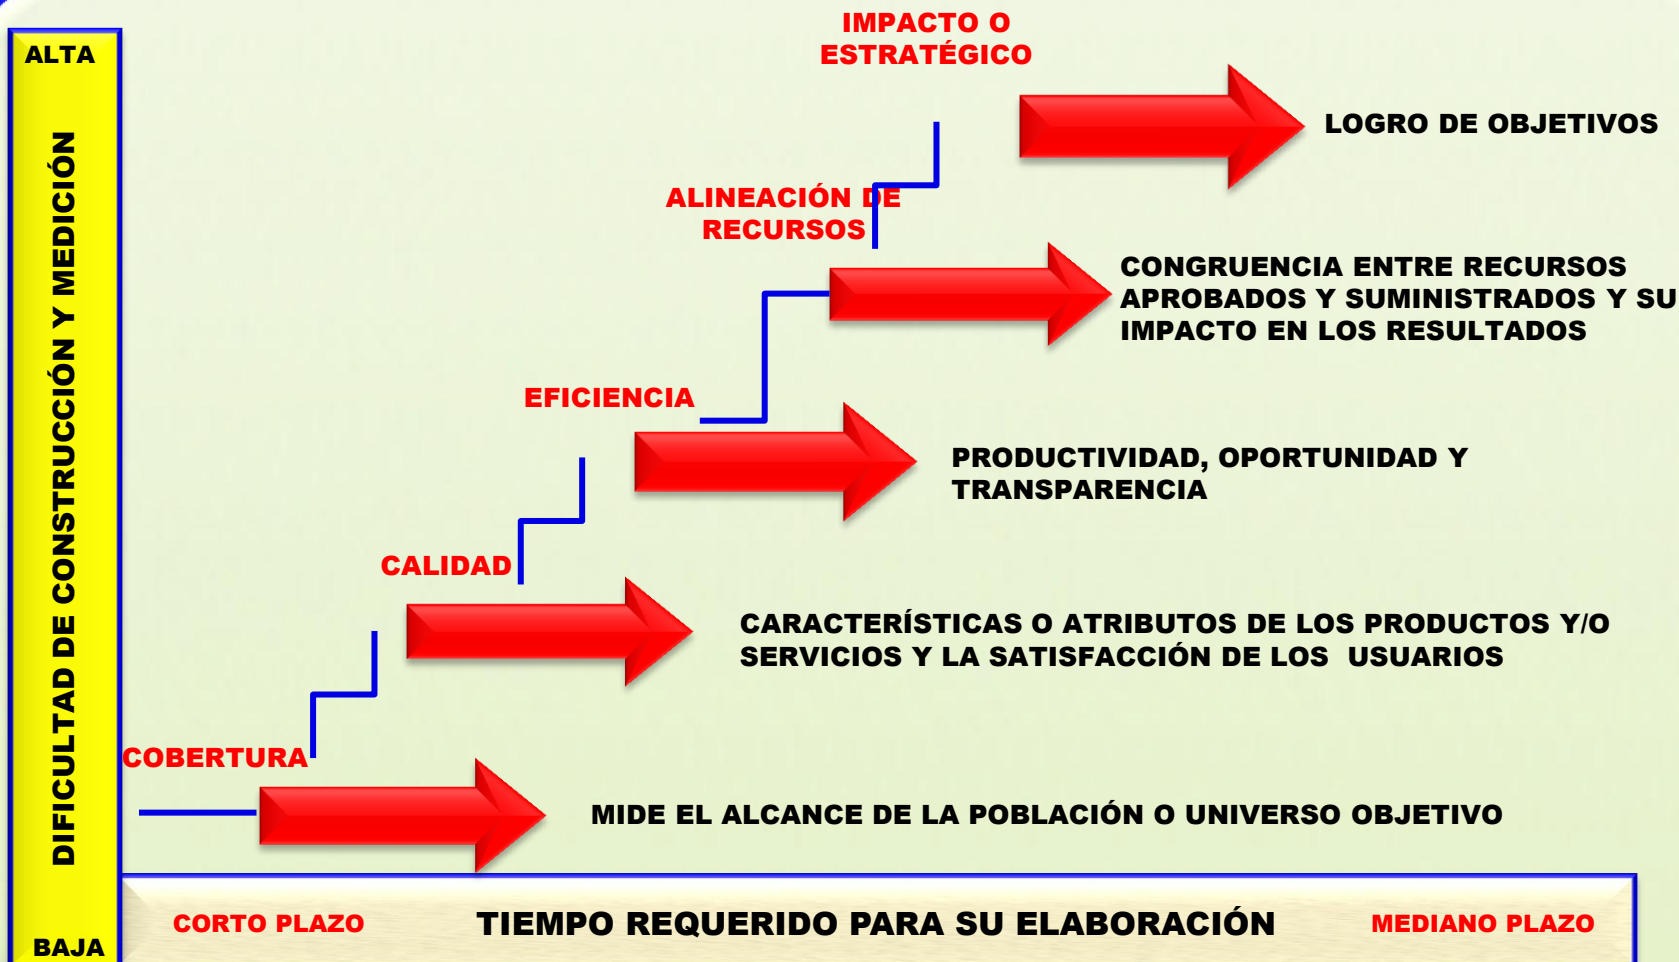 IMPACTO O
ESTRATÉGICO
ALTA
LOGRO DE OBJETIVOS
ALINEACIÓN DE
RECURSOS
CONGRUENCIA ENTRE RECURSOS
APROBADOS Y SUMINISTRADOS Y SU
IMPACTO EN LOS RESULTADOS
EFICIENCIA
PRODUCTIVIDAD, OPORTUNIDAD Y
TRANSPARENCIA
CALIDAD
CARACTERÍSTICAS O ATRIBUTOS DE LOS PRODUCTOS Y/O
SERVICIOS Y LA SATISFACCIÓN DE LOS USUARIOS
COBERTURA
MIDE EL ALCANCE DE LA POBLACIÓN O UNIVERSO OBJETIVO
DIFICULTAD DE CONSTRUCCIÓN Y MEDICIÓN
BAJA
CORTO PLAZO
TIEMPO REQUERIDO PARA SU ELABORACIÓN
MEDIANO PLAZO